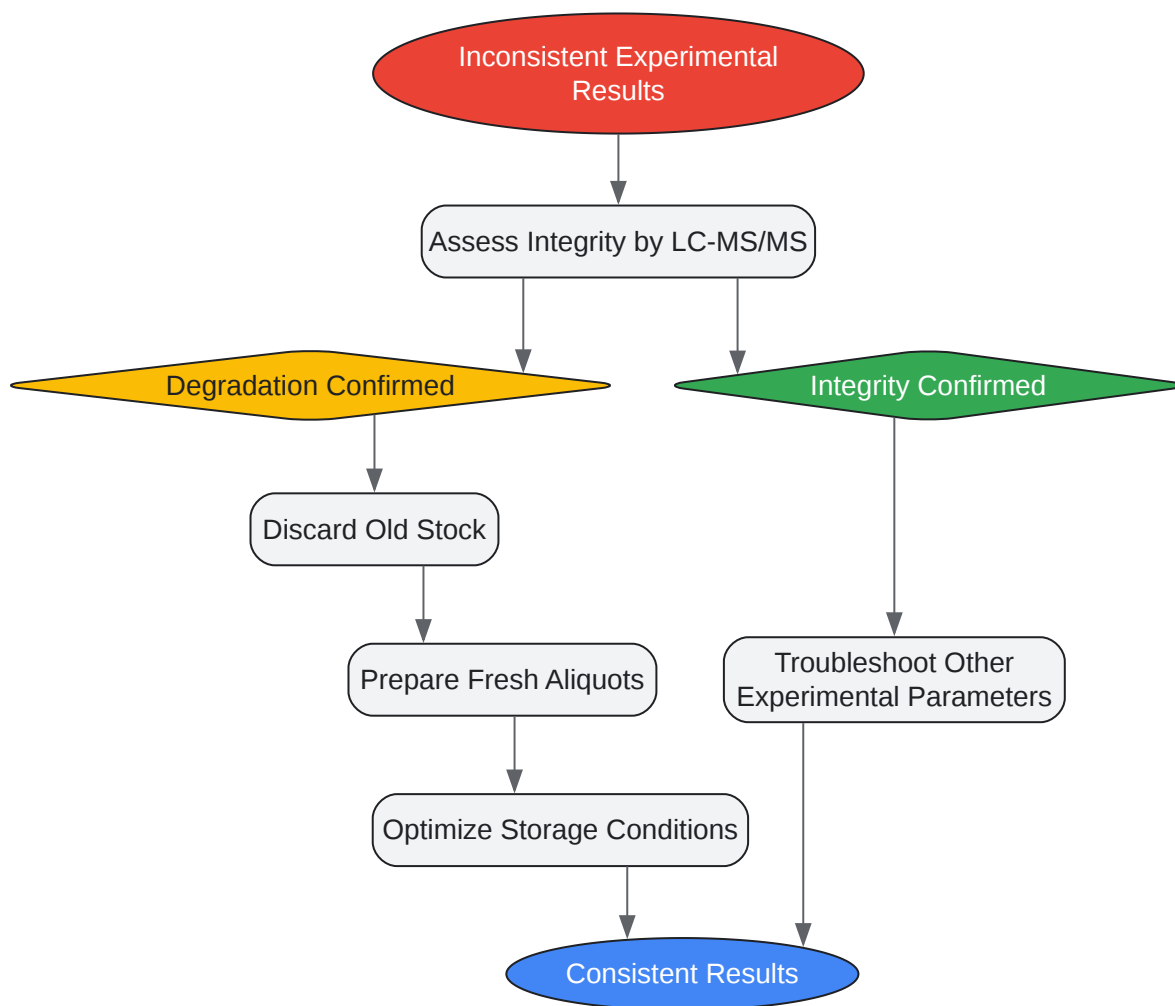 Inconsistent Experimental
Results
Assess Integrity by LC-MS/MS
Degradation Confirmed
Integrity Confirmed
Discard Old Stock
Prepare Fresh Aliquots
Troubleshoot Other
Experimental Parameters
Optimize Storage Conditions
Consistent Results